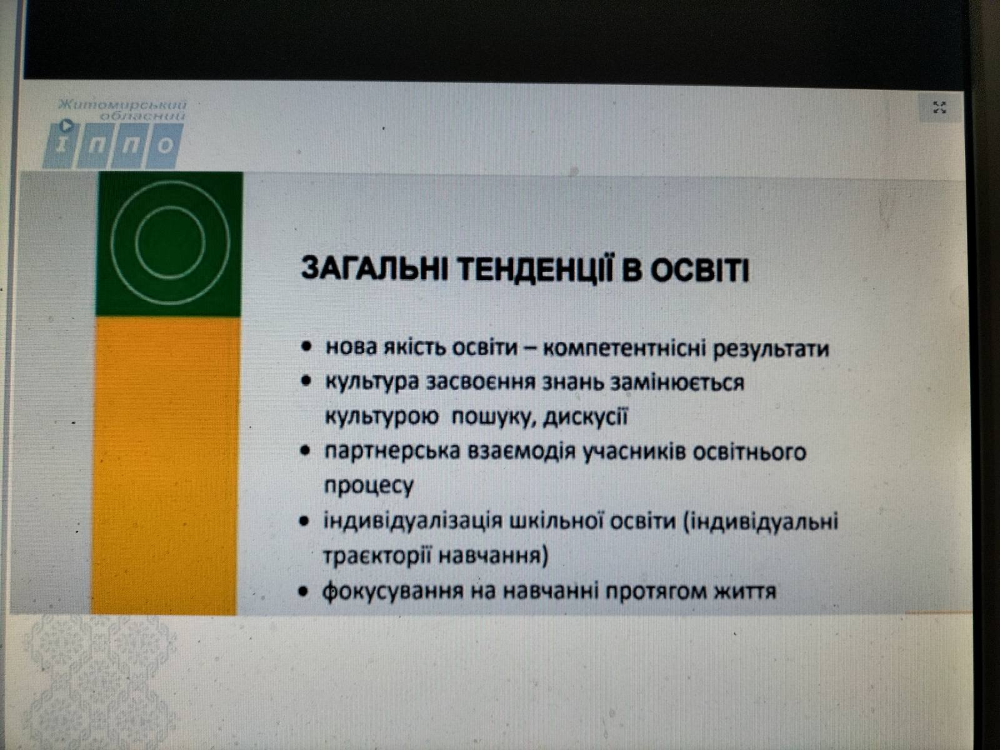 Житомирський
обласний
ІППО
ЗАГАЛЬНІ ТЕНДЕНЦІЇ В ОСВІТІ
• нова якість освіти – компетентнісні результати
• культура засвоєння знань замінюється
культурою пошуку, дискусії
• партнерська взаємодія учасників освітнього
процесу
• індивідуалізація шкільної освіти (індивідуальні
траєкторії навчання)
• фокусування на навчанні протягом життя